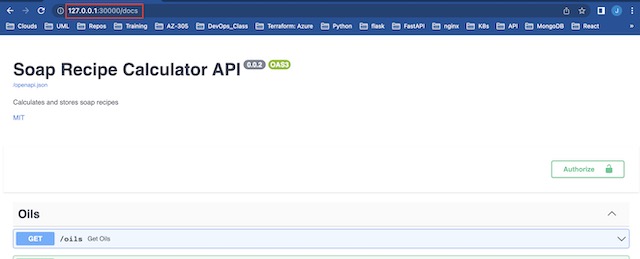 127.0.0.1:30000/docs
J
Clouds UML Repos Training AZ-305 DevOps_Class Terraform: Azure Python flask FastAPI nginx K8s API MongoDB React »
Soap Recipe Calculator API 0.0.2 OAS3
/openapi.json
Calculates and stores soap recipes
MIT
Authorize
Oils
GET /oils Get Oils